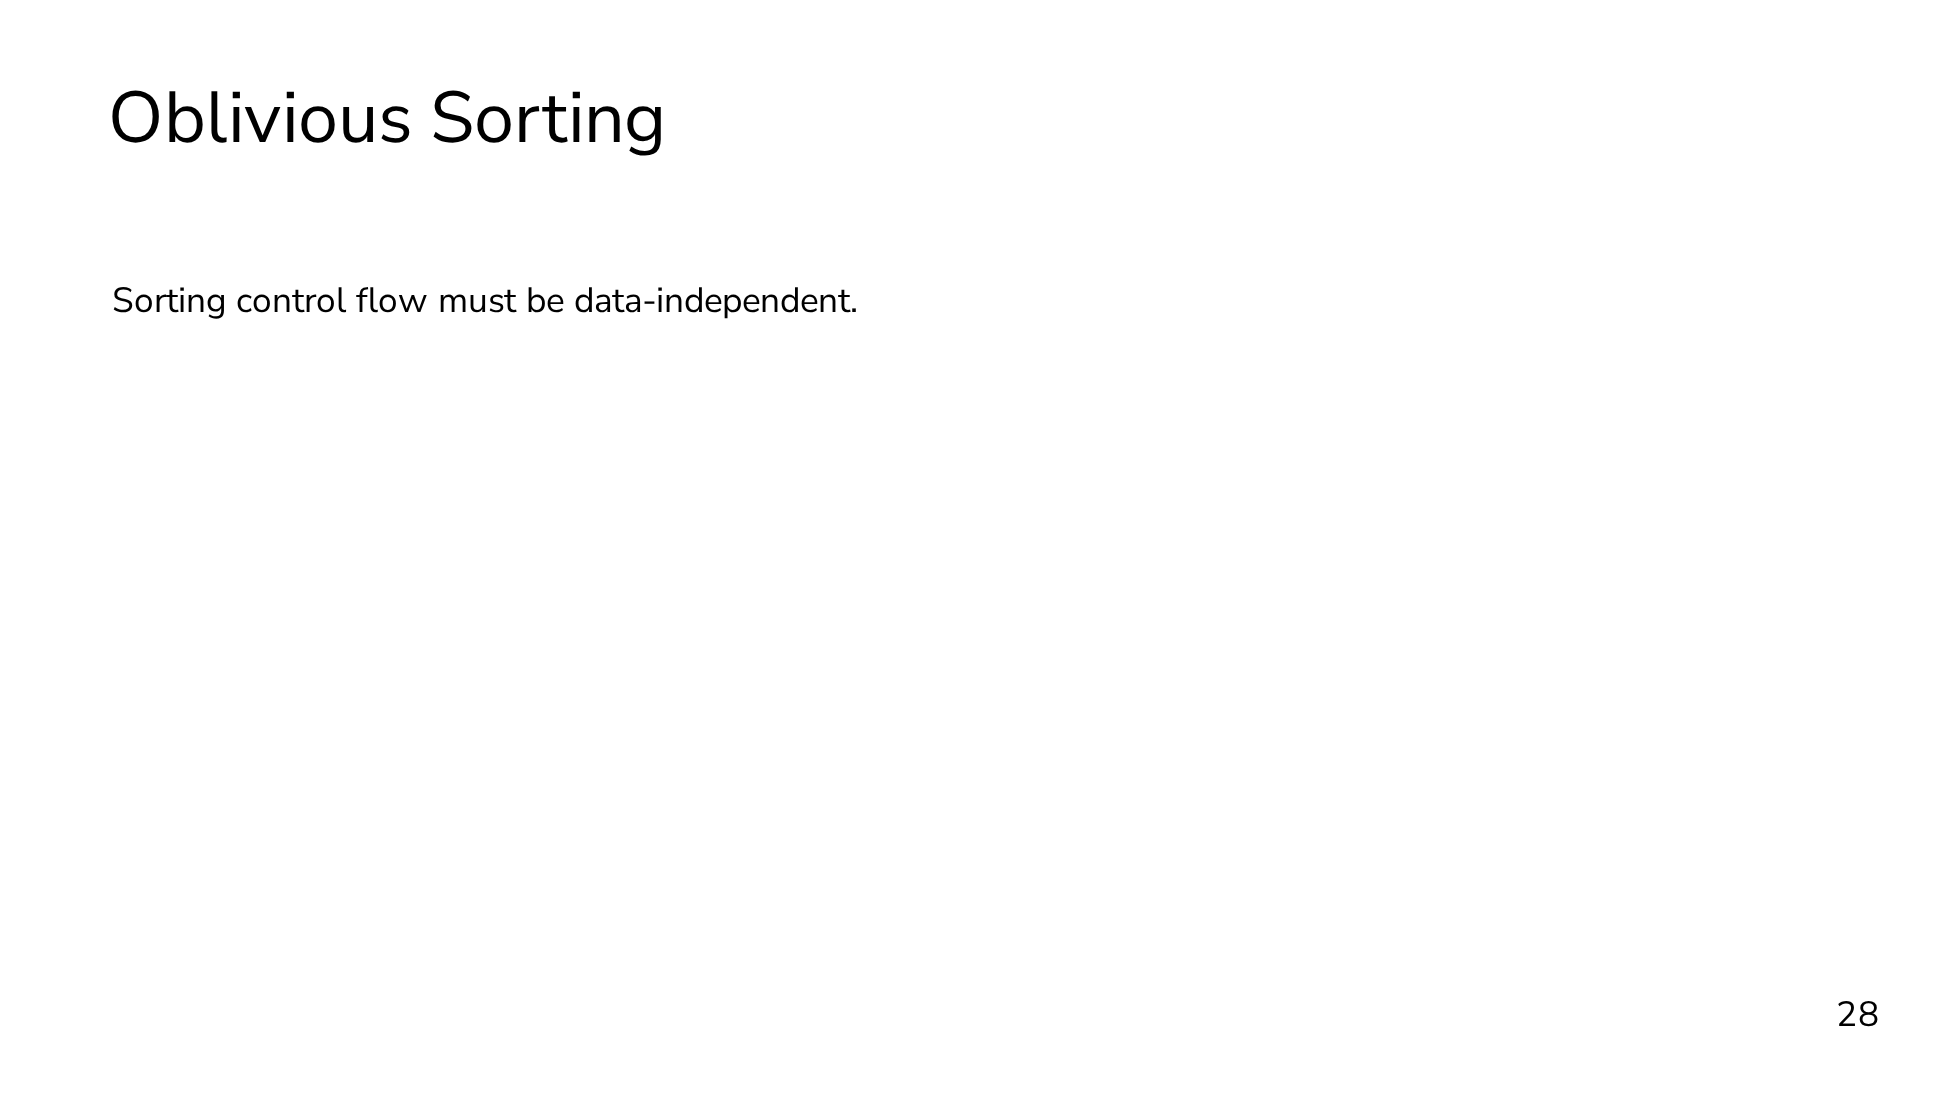 Oblivious Sorting
Sorting control flow must be data-independent.
28